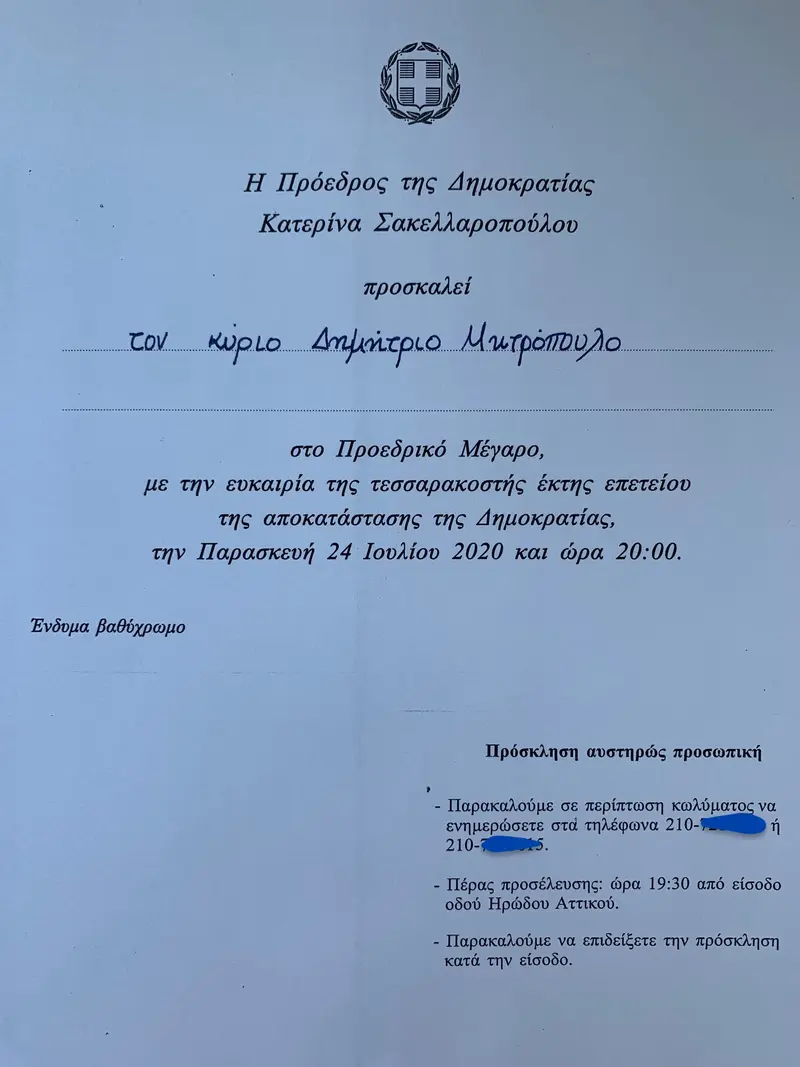 Η Πρόεδρος της Δημοκρατίας
Κατερίνα Σακελλαροπούλου
προσκαλεί
τον κύριο Δημήτριο Μητρόπουλο
στο Προεδρικό Μέγαρο,
με την ευκαιρία της τεσσαρακοστής έκτης επετείου
της αποκατάστασης της Δημοκρατίας,
την Παρασκευή 24 Ιουλίου 2020 και ώρα 20:00.
Ένδυμα βαθύχρωμο
Πρόσκληση αυστηρώς προσωπική
- Παρακαλούμε σε περίπτωση κωλύματος να
ενημερώσετε στα τηλέφωνα 210- ή
210-
- Πέρας προσέλευσης: ώρα 19:30 από είσοδο
οδού Ηρώδου Αττικού.
- Παρακαλούμε να επιδείξετε την πρόσκληση
κατά την είσοδο.